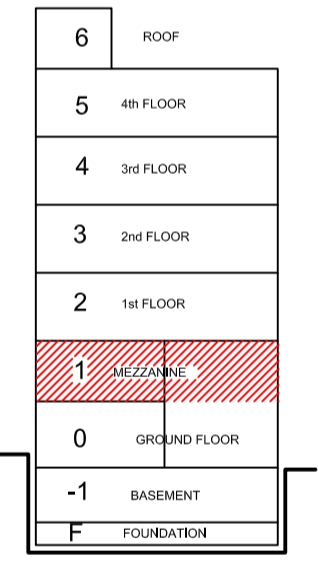 6 ROOF
5 4th FLOOR
4 3rd FLOOR
3 2nd FLOOR
2 1st FLOOR
1 MEZZANINE
0 GROUND FLOOR
-1 BASEMENT
F FOUNDATION